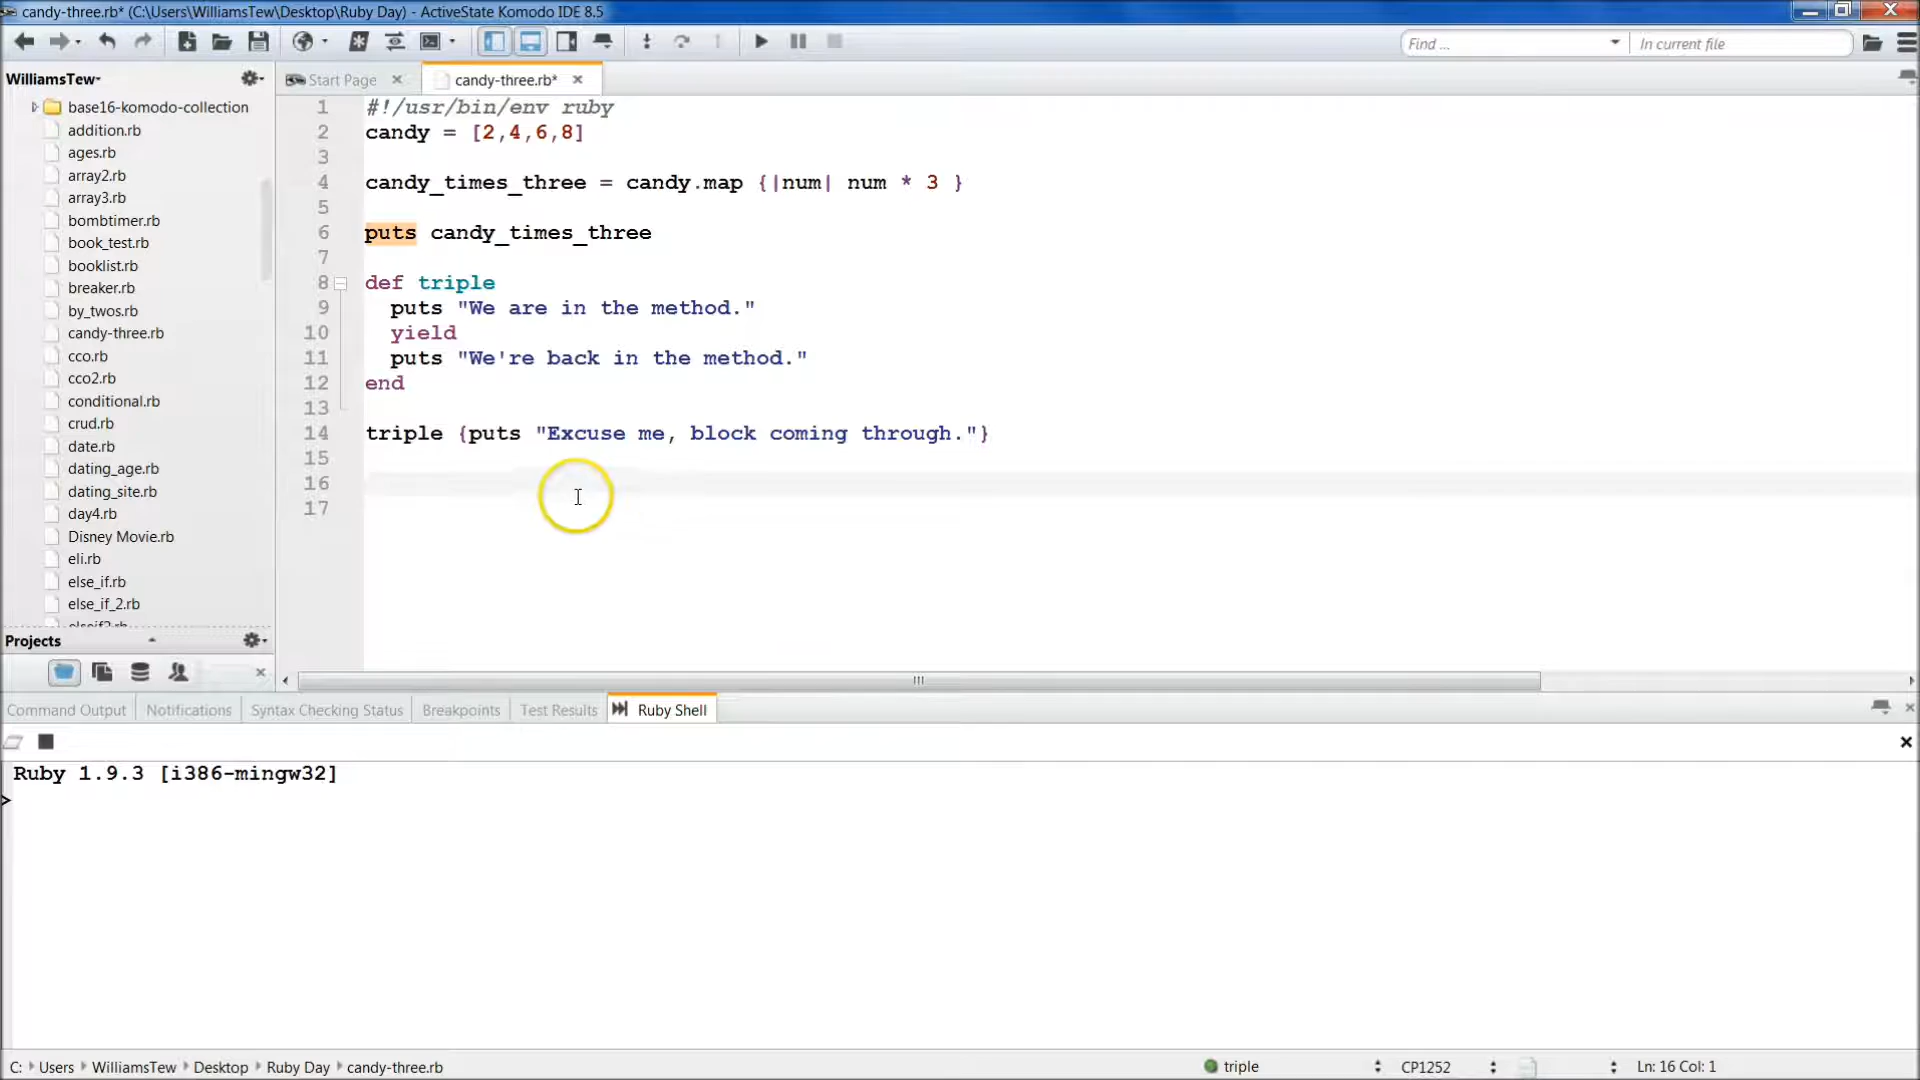 candy-three.rb* (C:\Users\WilliamsTew\Desktop\Ruby Day) - ActiveState Komodo IDE 8.5
Find ...
In current file
WilliamsTew
Start Page
candy-three.rb*
base16-komodo-collection
addition.rb
ages.rb
array2.rb
array3.rb
bombtimer.rb
book_test.rb
booklist.rb
breaker.rb
by_twos.rb
candy-three.rb
cco.rb
cco2.rb
conditional.rb
crud.rb
date.rb
dating_age.rb
dating_site.rb
day4.rb
Disney Movie.rb
eli.rb
else_if.rb
else_if_2.rb
Projects
1 #!/usr/bin/env ruby
2 candy = [2,4,6,8]
3
4 candy_times_three = candy.map {|num| num * 3 }
5
6 puts candy_times_three
7
8 def triple
9 puts "We are in the method."
10 yield
11 puts "We're back in the method."
12 end
13
14 triple {puts "Excuse me, block coming through."}
15
16
17
Command Output
Notifications
Syntax Checking Status
Breakpoints
Test Results
Ruby Shell
Ruby 1.9.3 [i386-mingw32]
>
C: Users WilliamsTew Desktop Ruby Day candy-three.rb
triple
CP1252
Ln: 16 Col: 1